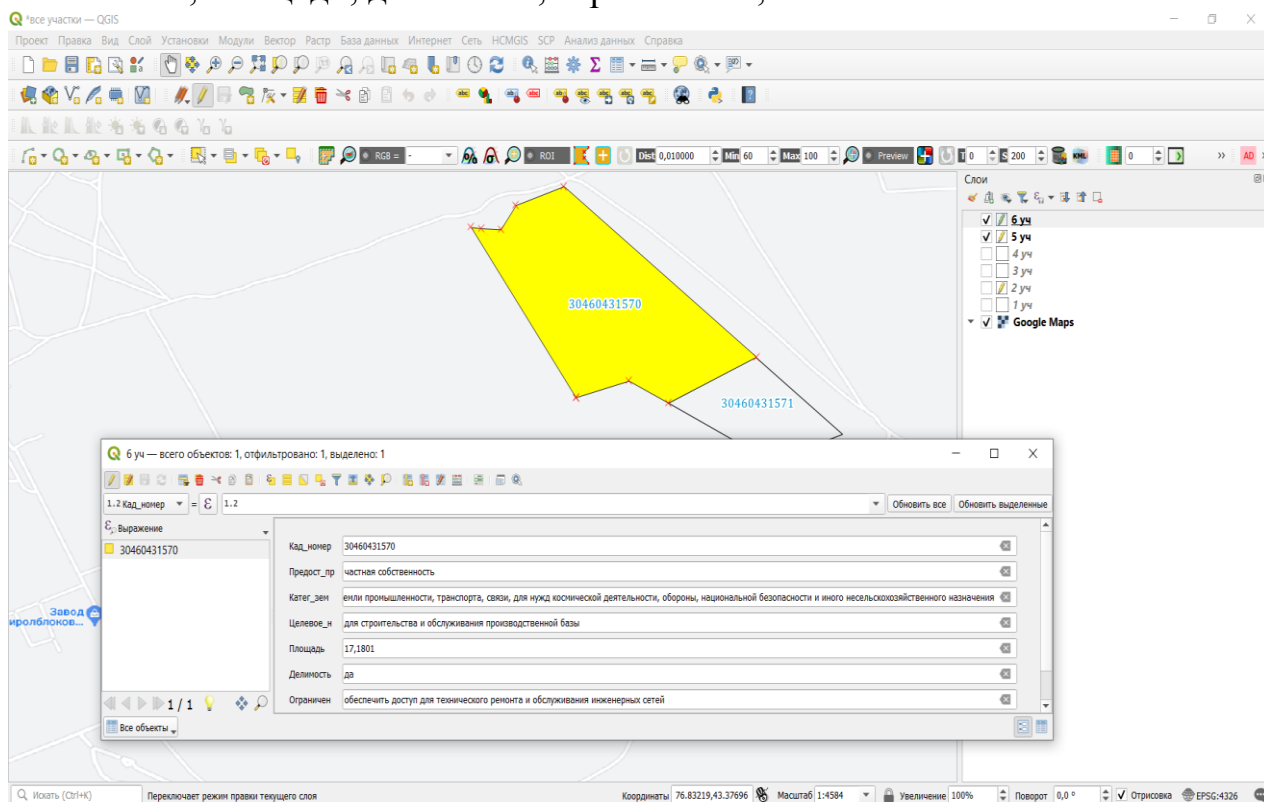 *все участки — QGIS
Проект Правка Вид Слой Установки Модули Вектор Растр База данных Интернет Сеть HCMGIS SCP Анализ данных Справка
RGB = - ROI Dist 0,010000 Min 60 Max 100 Preview T 0 S 200 KML 0 » AD
Слои
6 уч
5 уч
4 уч
3 уч
2 уч
1 уч
Google Maps
30460431570
30460431571
6 уч — всего объектов: 1, отфильтровано: 1, выделено: 1
1.2 Кад_номер = ε 1.2 Обновить все Обновить выделенные
Выражение
30460431570
Кад_номер 30460431570
Предост_пр частная собственность
Катег_зем емли промышленности, транспорта, связи, для нужд космической деятельности, обороны, национальной безопасности и иного несельскохозяйственного назначения
Целевое_н для строительства и обслуживания производственной базы
Площадь 17,1801
Делимость да
Ограничен обеспечить доступ для технического ремонта и обслуживания инженерных сетей
1 / 1
Все объекты
Завод
иролблоков...
Искать (Ctrl+K) Переключает режим правки текущего слоя Координаты 76.83219,43.37696 Масштаб 1:4584 Увеличение 100% Поворот 0,0 ° Отрисовка EPSG:4326